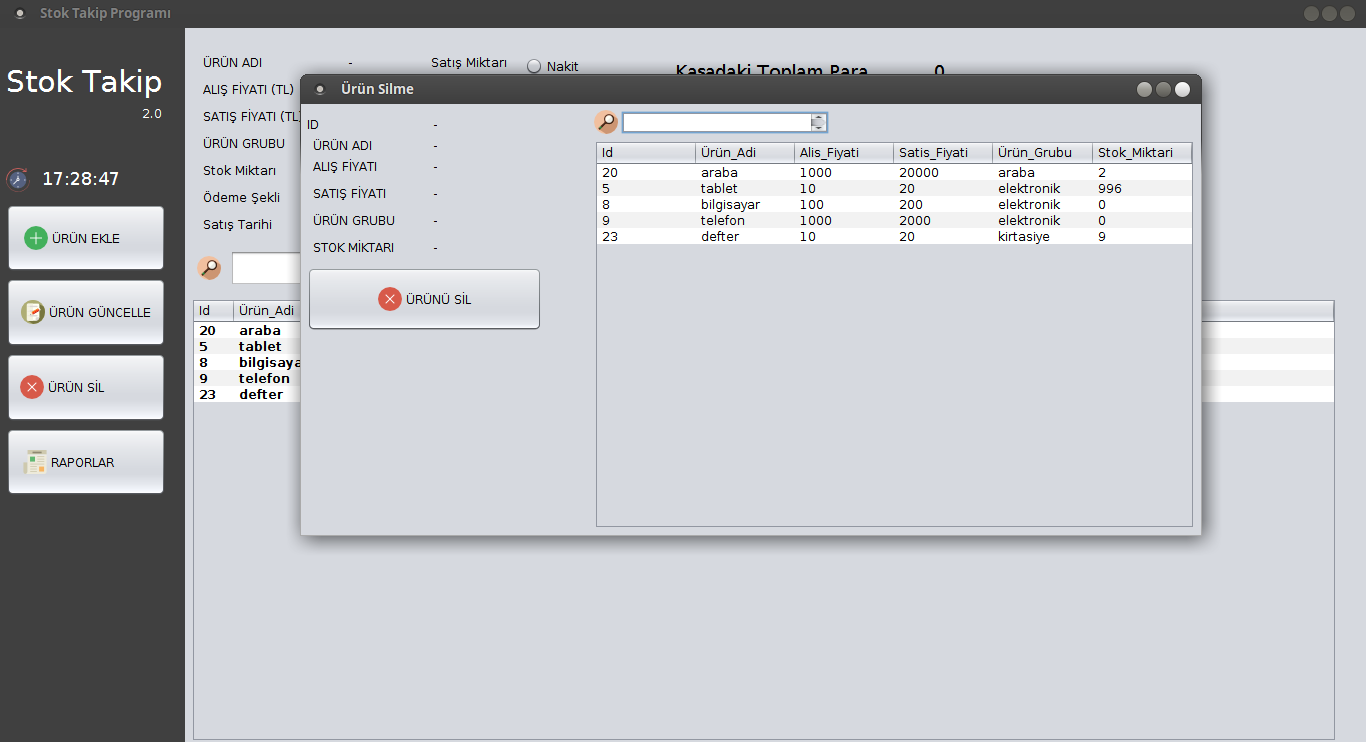 Stok Takip Programı
Stok Takip
2.0
17:28:47
ÜRÜN EKLE
ÜRÜN GÜNCELLE
ÜRÜN SİL
RAPORLAR
ÜRÜN ADI - Satış Miktarı Nakit
Kasadaki Toplam Para 0
ALIŞ FİYATI (TL)
SATIŞ FİYATI (TL
ÜRÜN GRUBU
Stok Miktarı
Ödeme Şekli
Satış Tarihi
Id Ürün_Adi
20 araba
5 tablet
8 bilgisaya
9 telefon
23 defter
Ürün Silme
ID -
ÜRÜN ADI -
ALIŞ FİYATI -
SATIŞ FİYATI -
ÜRÜN GRUBU -
STOK MİKTARI -
ÜRÜNÜ SİL
Id Ürün_Adi Alis_Fiyati Satis_Fiyati Ürün_Grubu Stok_Miktari
20 araba 1000 20000 araba 2
5 tablet 10 20 elektronik 996
8 bilgisayar 100 200 elektronik 0
9 telefon 1000 2000 elektronik 0
23 defter 10 20 kirtasiye 9